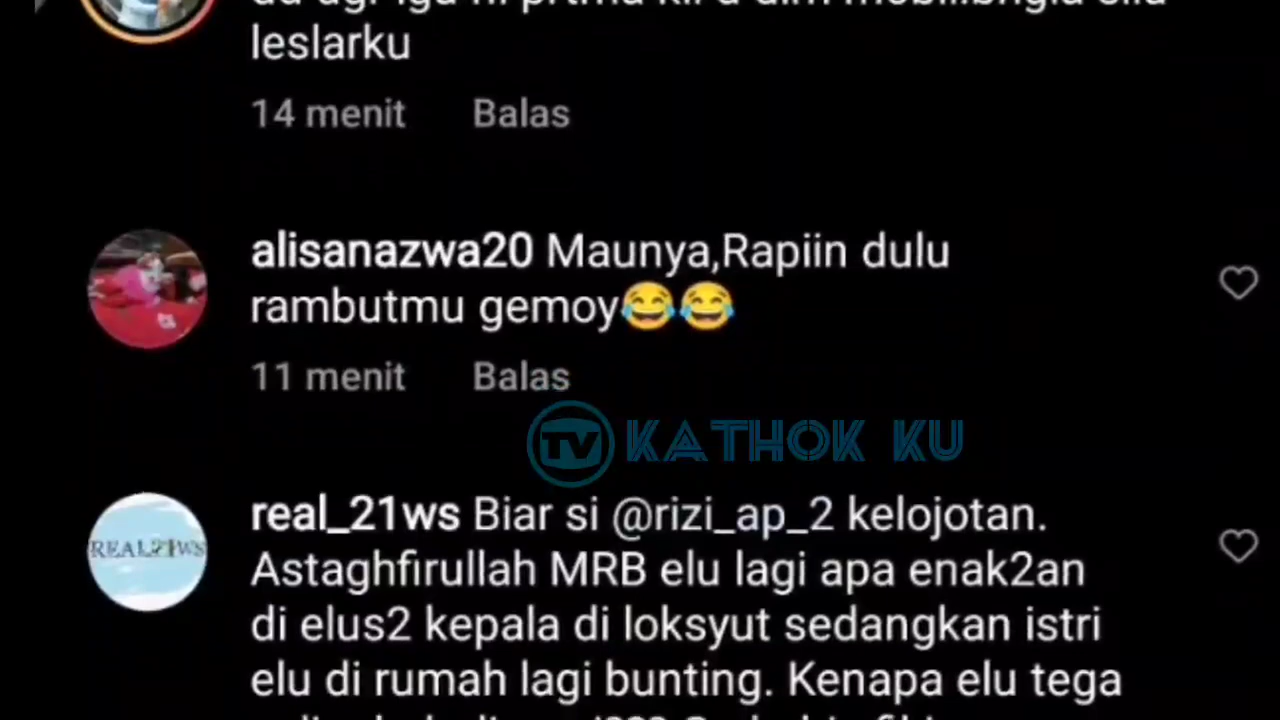 leslarku
14 menit Balas
alisanazwa20 Maunya,Rapiin dulu
rambutmu gemoy😂😂
11 menit Balas
TV KATHOK KU
REAL21WS
real_21ws Biar si @rizi_ap_2 kelojotan.
Astaghfirullah MRB elu lagi apa enak2an
di elus2 kepala di loksyut sedangkan istri
elu di rumah lagi bunting. Kenapa elu tega